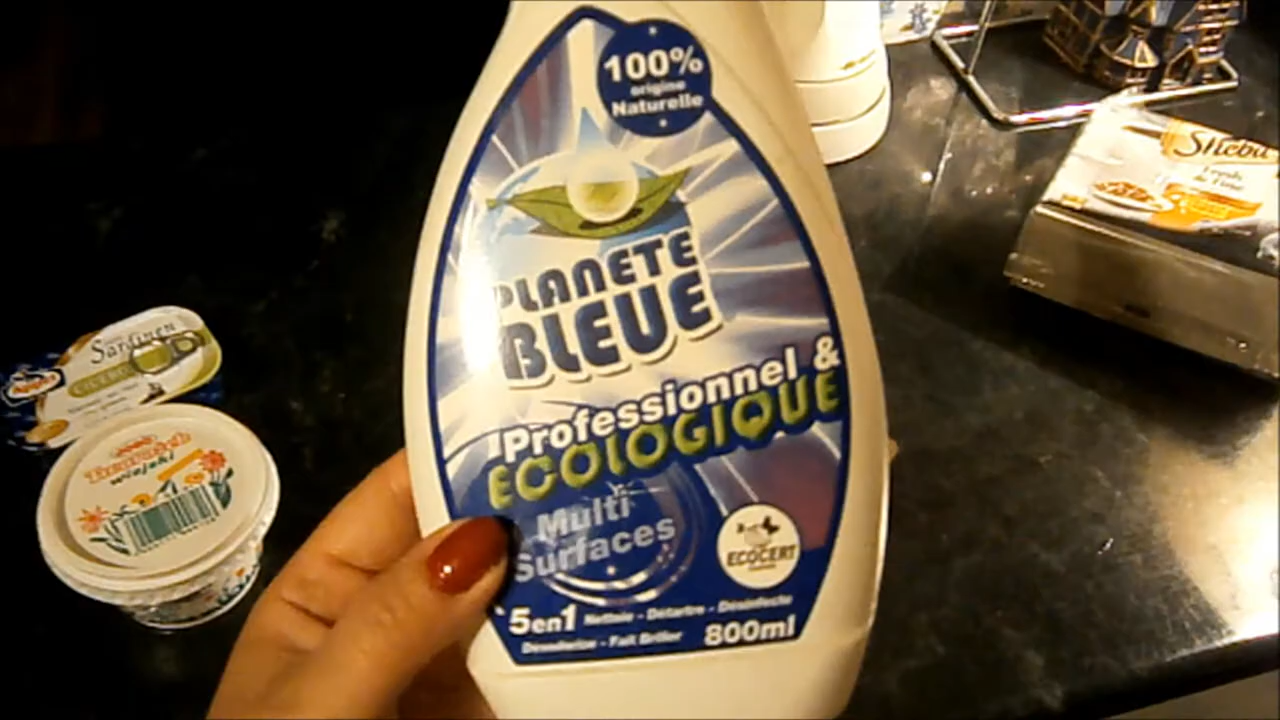 100%
origine
Naturelle
PLANETE
BLEUE
Professionnel &
ECOLOGIQUE
Multi
Surfaces
ECOCERT
5en1 Nettoie - Détartre - Désinfecte
Désodorise - Fait Briller 800ml
Sheba
Sardinen
wiejski